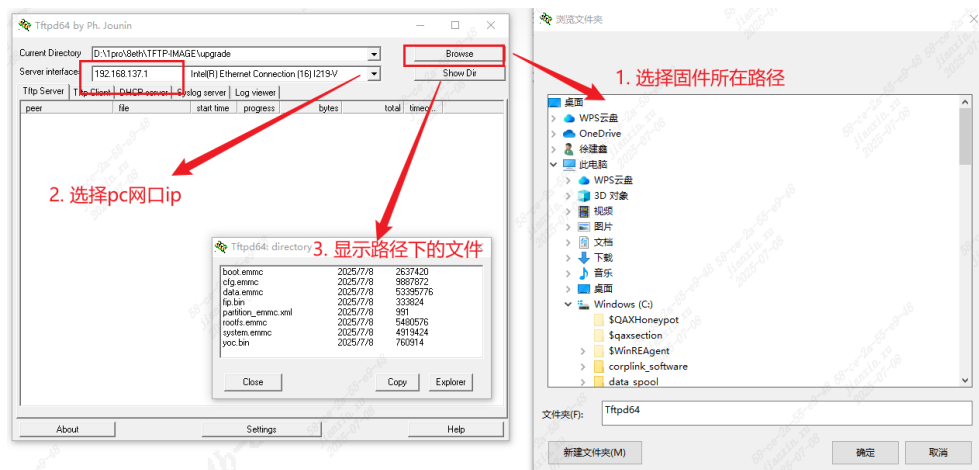 Tftpd64 by Ph. Jounin
Current Directory D:\1pro\8eth\TFTP-IMAGE\upgrade Browse
Server interfaces 192.168.137.1 Intel(R) Ethernet Connection (16) I219-V Show Dir
Tftp Server Tftp Client DHCP server Syslog server Log viewer
peer file start time progress bytes total timeo...
2. 选择pc网口ip
3. 显示路径下的文件
Tftpd64: directory
boot.emmc 2025/7/8 2637420
cfg.emmc 2025/7/8 9887872
data.emmc 2025/7/8 53395776
fip.bin 2025/7/8 333824
partition_emmc.xml 2025/7/8 991
rootfs.emmc 2025/7/8 5480576
system.emmc 2025/7/8 4919424
yoc.bin 2025/7/8 760914
Close Copy Explorer
About Settings Help
浏览文件夹
1. 选择固件所在路径
桌面
WPS云盘
OneDrive
徐建鑫
此电脑
WPS云盘
3D 对象
视频
图片
文档
下载
音乐
桌面
Windows (C:)
$QAXHoneypot
$qaxsection
$WinREAgent
corplink_software
data spool
文件夹(F): Tftpd64
新建文件夹(M) 确定 取消